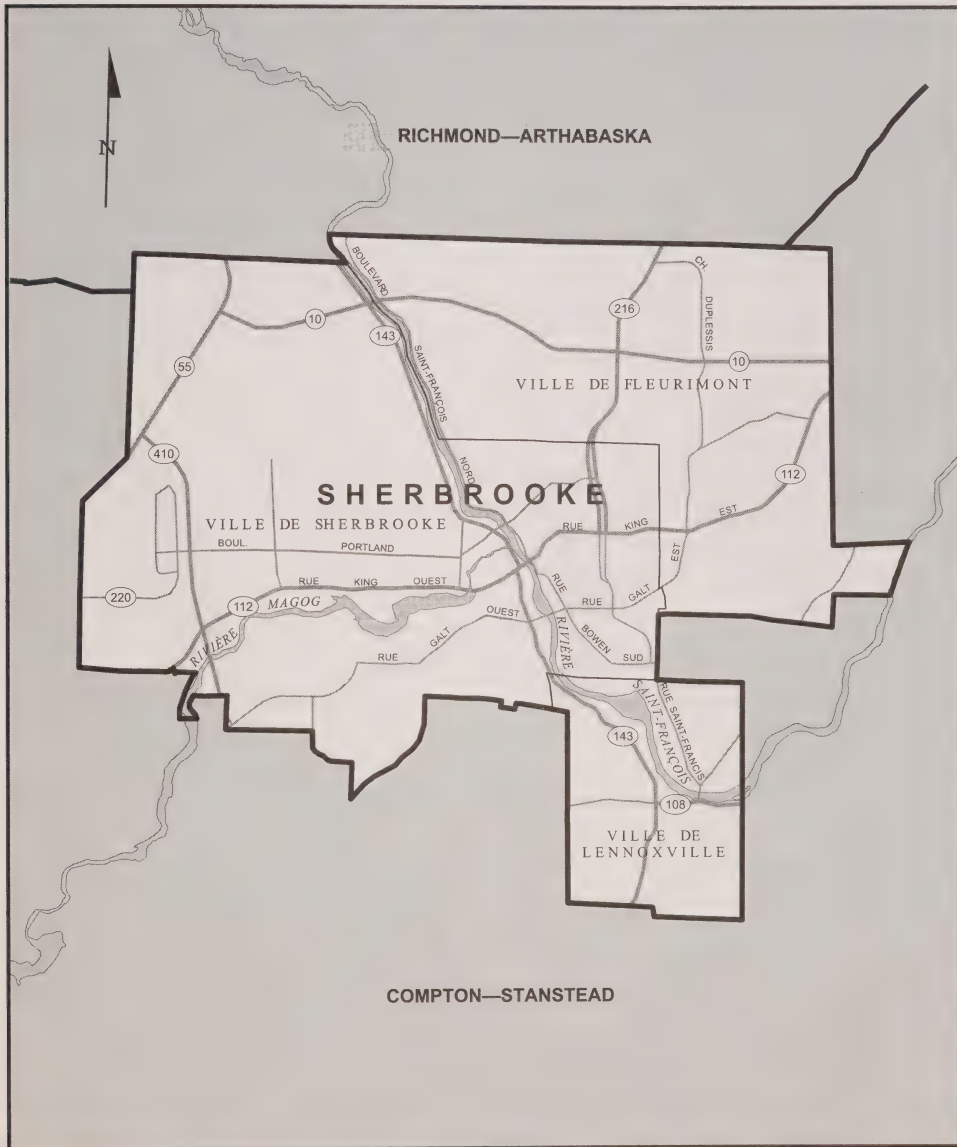 N
RICHMOND—ARTHABASKA
BOULEVARD
SAINT-FRANÇOIS
NORD
CH.
DUPLESSIS
216
10
143
10
55
VILLE DE FLEURIMONT
410
112
SHERBROOKE
VILLE DE SHERBROOKE
BOUL. PORTLAND
RUE KING EST
RUE KING OUEST
220
112
RIVIÈRE MAGOG
RUE GALT OUEST
RUE GALT EST
RUE BOWEN SUD
RIVIÈRE SAINT-FRANÇOIS
RUE SAINT-FRANCIS
143
108
VILLE DE
LENNOXVILLE
COMPTON—STANSTEAD